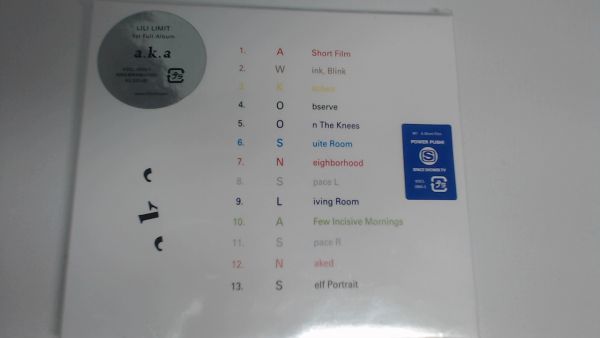 LILI LIMIT
1st Full Album
a.k.a
1. A Short Film
2. W ink, Blink
3. K
4. O bserve
5. O n The Knees
6. S uite Room
7. N eighborhood
8. S pace L
9. L iving Room
10. A Few Incisive Mornings
11. S pace R
12. N aked
13. S elf Portrait
POWER PUSH!
S
SPACE SHOWER TV
a.k.a